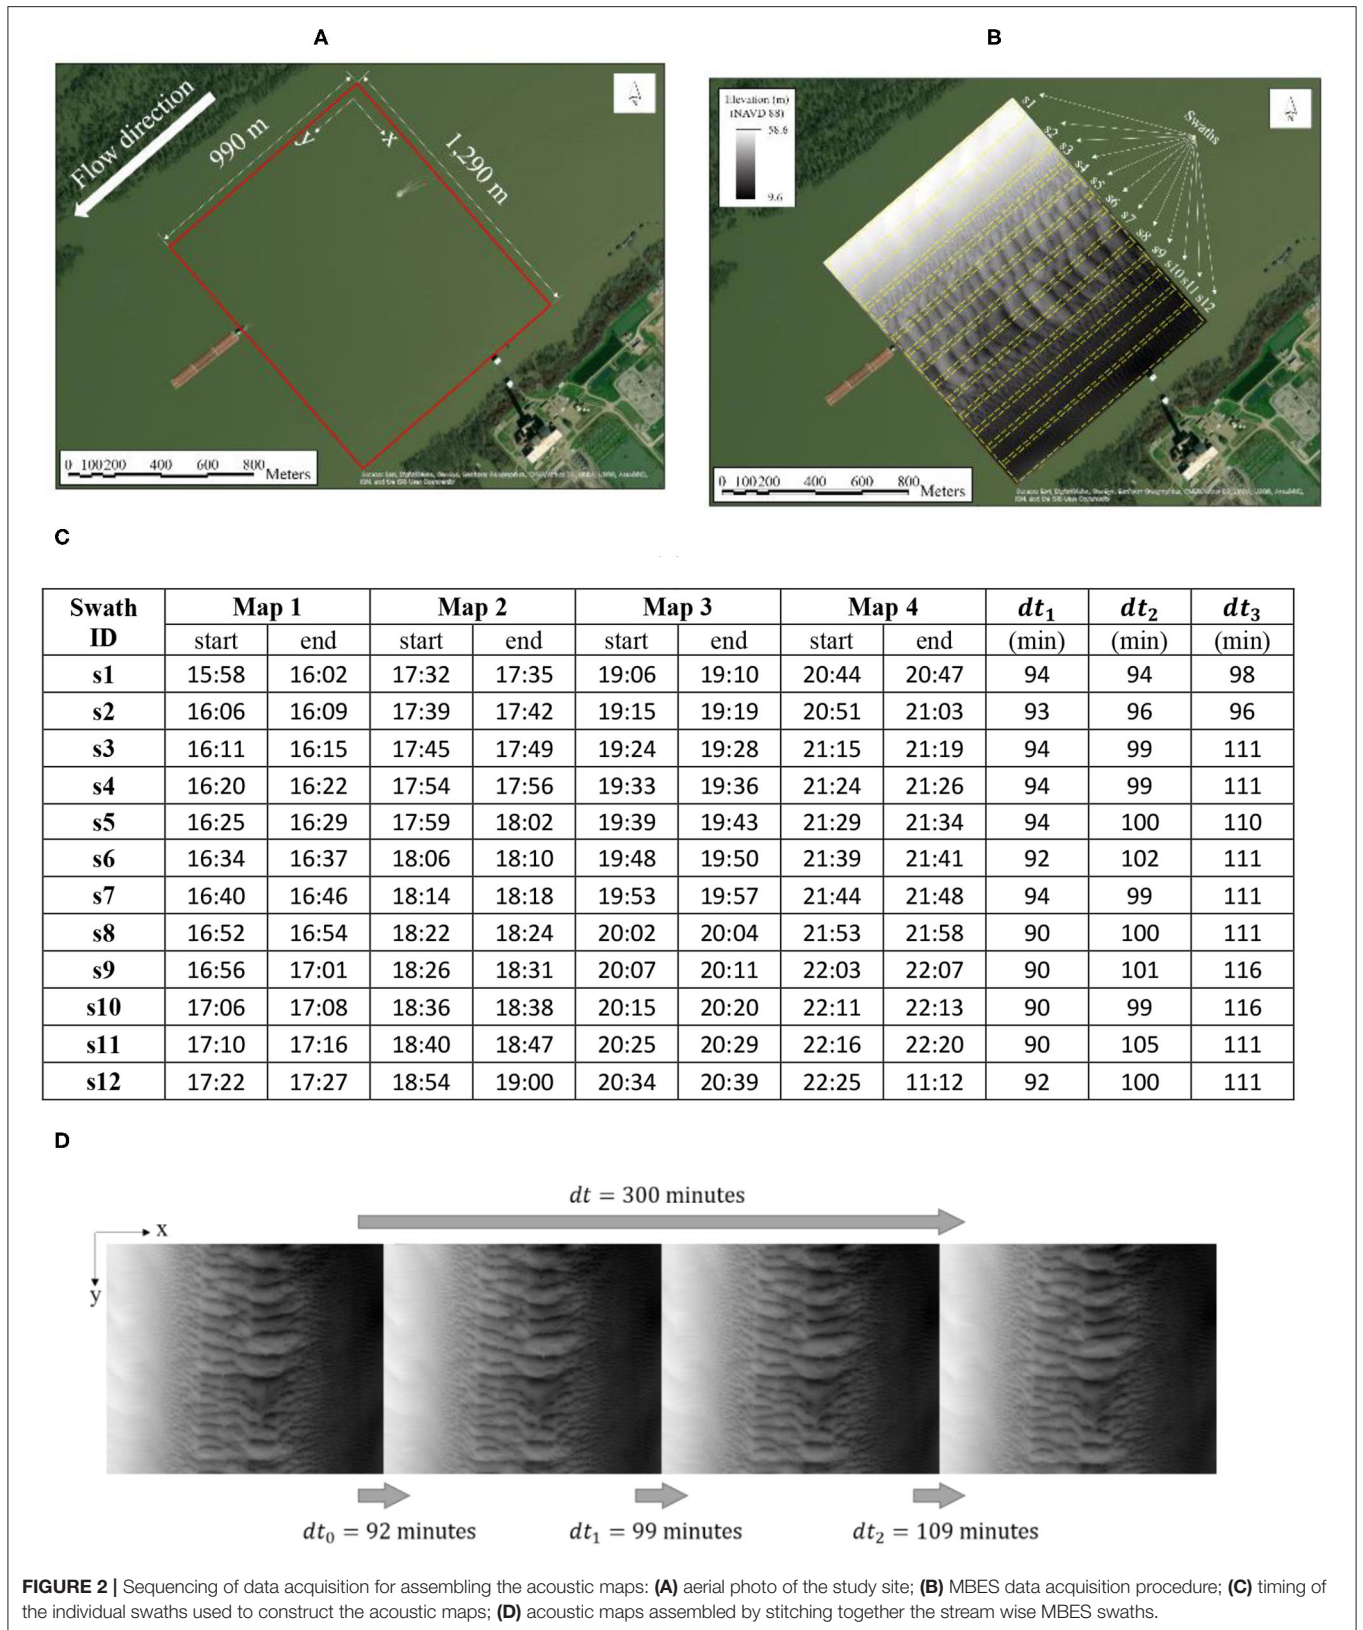 A
B
Flow direction
990 m
1,290 m
y
x
N
0 100 200 400 600 800 Meters
Elevation (m)
(NAVD 88)
58.6
9.6
Swaths
s1
s2
s3
s4
s5
s6
s7
s8
s9
s10
s11
s12
N
0 100 200 400 600 800 Meters
C
Swath ID Map 1 Map 2 Map 3 Map 4 dt₁ dt₂ dt₃
start end start end start end start end (min) (min) (min)
s1 15:58 16:02 17:32 17:35 19:06 19:10 20:44 20:47 94 94 98
s2 16:06 16:09 17:39 17:42 19:15 19:19 20:51 21:03 93 96 96
s3 16:11 16:15 17:45 17:49 19:24 19:28 21:15 21:19 94 99 111
s4 16:20 16:22 17:54 17:56 19:33 19:36 21:24 21:26 94 99 111
s5 16:25 16:29 17:59 18:02 19:39 19:43 21:29 21:34 94 100 110
s6 16:34 16:37 18:06 18:10 19:48 19:50 21:39 21:41 92 102 111
s7 16:40 16:46 18:14 18:18 19:53 19:57 21:44 21:48 94 99 111
s8 16:52 16:54 18:22 18:24 20:02 20:04 21:53 21:58 90 100 111
s9 16:56 17:01 18:26 18:31 20:07 20:11 22:03 22:07 90 101 116
s10 17:06 17:08 18:36 18:38 20:15 20:20 22:11 22:13 90 99 116
s11 17:10 17:16 18:40 18:47 20:25 20:29 22:16 22:20 90 105 111
s12 17:22 17:27 18:54 19:00 20:34 20:39 22:25 11:12 92 100 111
D
dt = 300 minutes
x
y
dt₀ = 92 minutes dt₁ = 99 minutes dt₂ = 109 minutes
FIGURE 2 | Sequencing of data acquisition for assembling the acoustic maps: (A) aerial photo of the study site; (B) MBES data acquisition procedure; (C) timing of
the individual swaths used to construct the acoustic maps; (D) acoustic maps assembled by stitching together the stream wise MBES swaths.